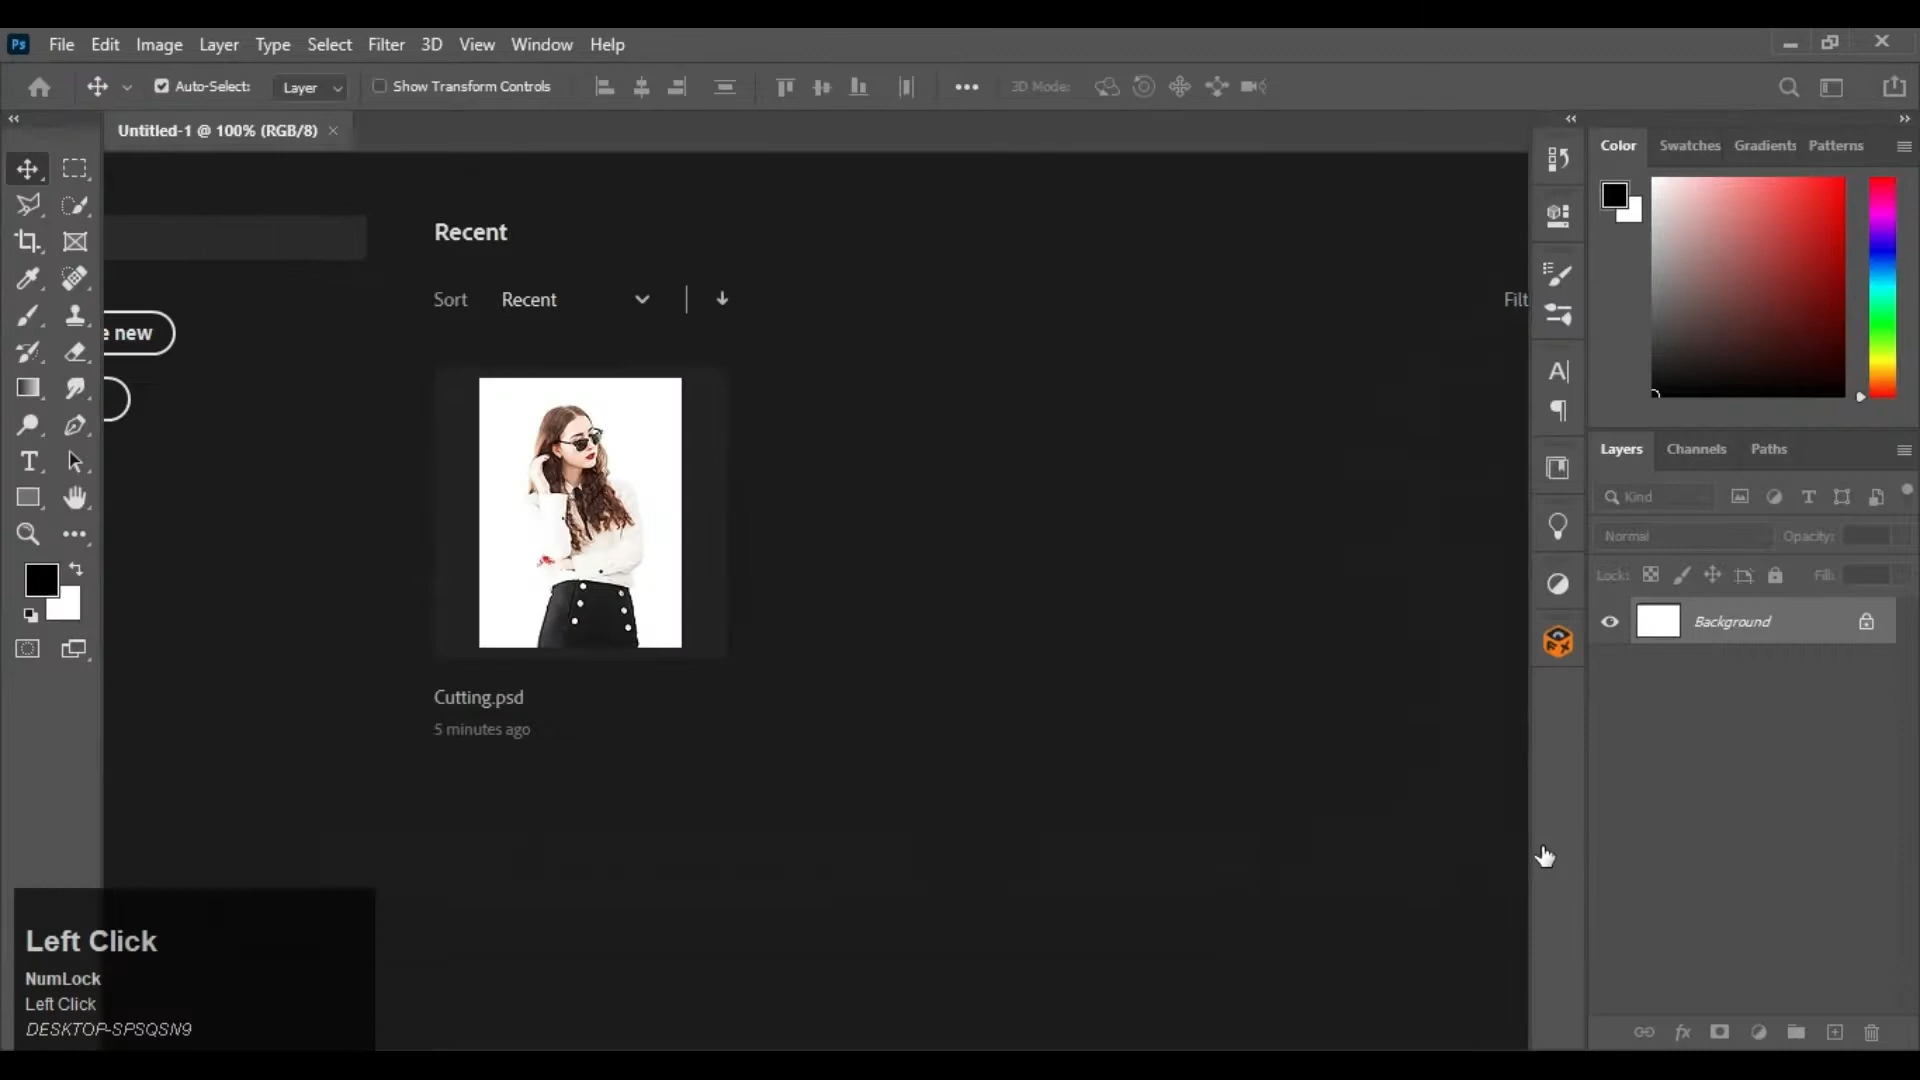 Ps File Edit Image Layer Type Select Filter 3D View Window Help
Auto-Select: Layer Show Transform Controls 3D Mode:
Untitled-1 @ 100% (RGB/8)
Color Swatches Gradients Patterns
Recent
Sort Recent Filt
e new
Layers Channels Paths
Kind
Normal Opacity:
Lock: Fill:
Background
Cutting.psd
5 minutes ago
Left Click
NumLock
Left Click
DESKTOP-SPSQSN9
fx